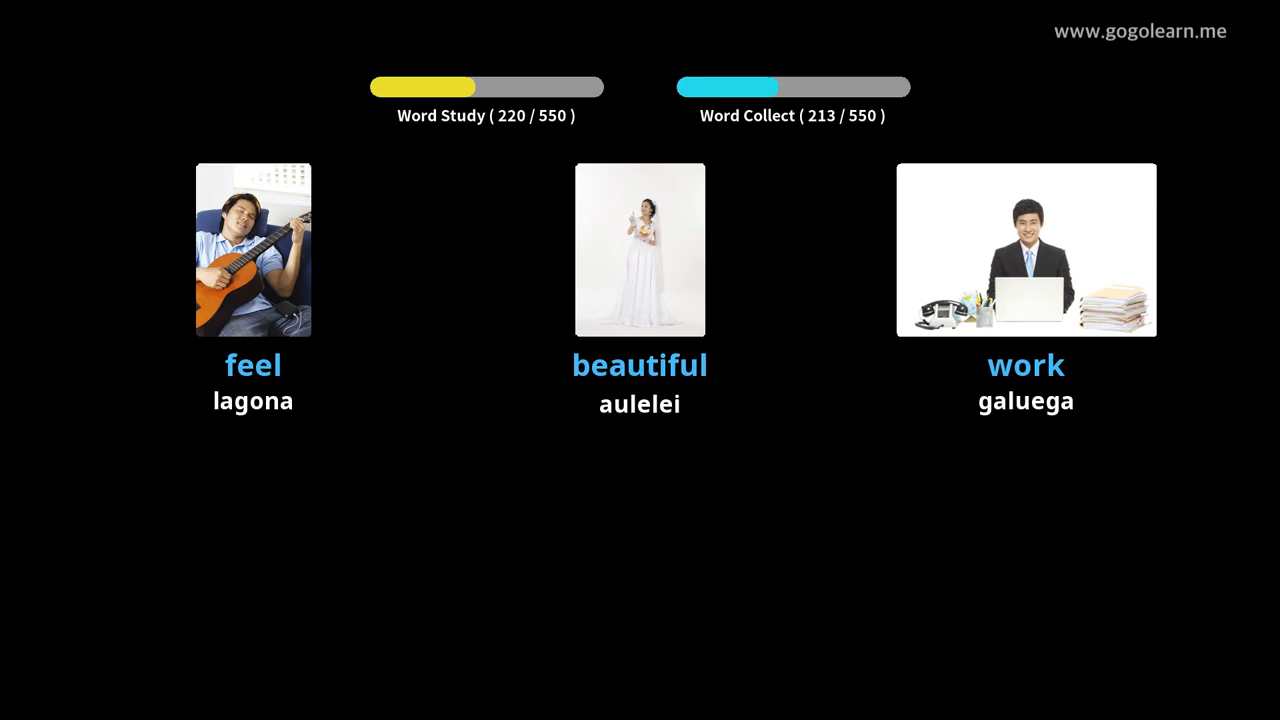 www.gogolearn.me
Word Study ( 220 / 550 )
Word Collect ( 213 / 550 )
feel
lagona
beautiful
aulelei
work
galuega